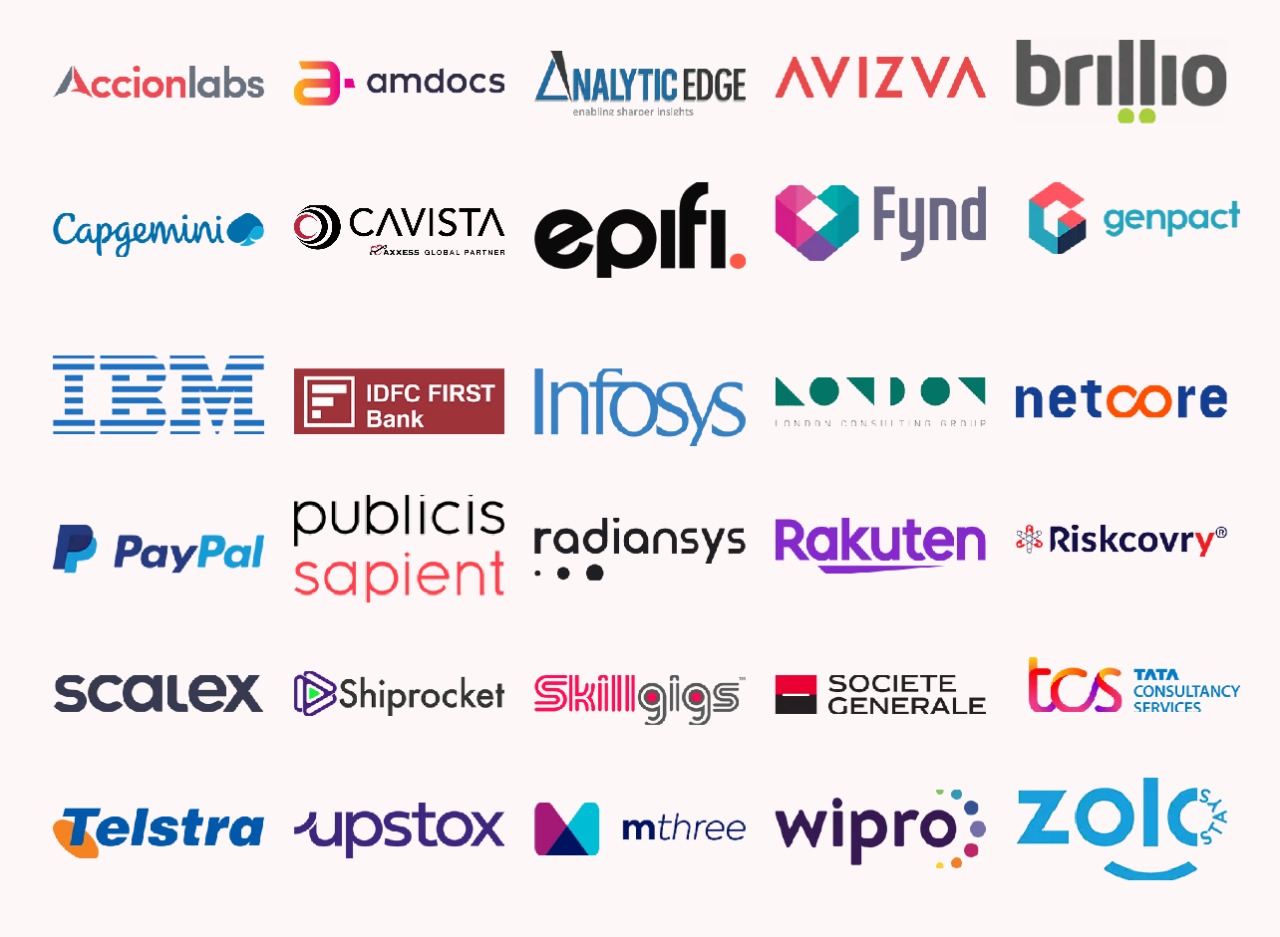 Accionlabs
a· amdocs
ANALYTIC EDGE
enabling sharper insights
AVIZVA
brillio
Capgemini
CAVISTA
AXXESS GLOBAL PARTNER
epifi.
Fynd
genpact
IBM
IDFC FIRST
Bank
Infosys
LONDON
LONDON CONSULTING GROUP
netcore
PayPal
publicis
sapient
radiansys
Rakuten
Riskcovry®
scalex
Shiprocket
Skillgigs™
SOCIETE
GENERALE
tcs
TATA
CONSULTANCY
SERVICES
Telstra
upstox
mthree
wipro
zolo
STAYS